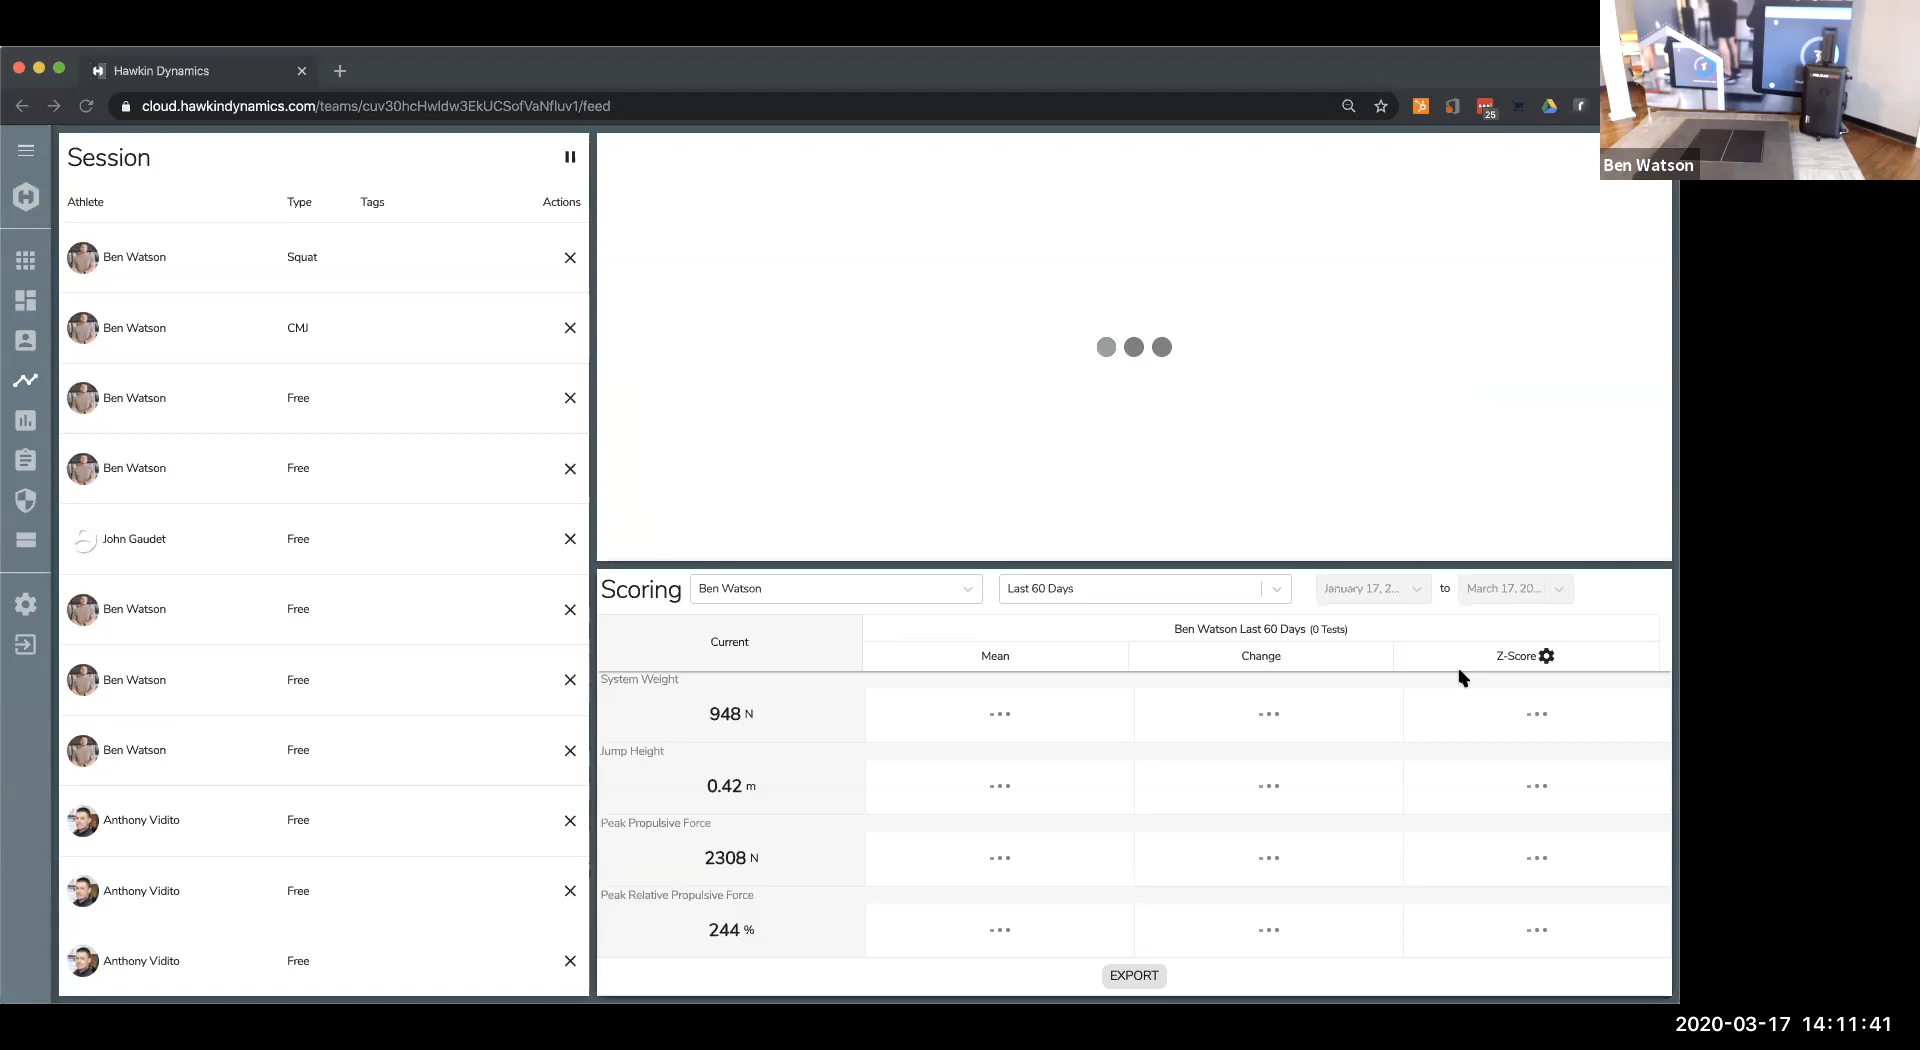 Hawkin Dynamics
cloud.hawkindynamics.com/teams/cuv30hcHwldw3EkUCSofVaNfluv1/feed
25
Ben Watson
Session
Athlete Type Tags Actions
Ben Watson Squat
Ben Watson CMJ
Ben Watson Free
Ben Watson Free
John Gaudet Free
Ben Watson Free
Ben Watson Free
Ben Watson Free
Anthony Vidito Free
Anthony Vidito Free
Anthony Vidito Free
Scoring Ben Watson Last 60 Days January 17, 2... to March 17, 20...
Current
Ben Watson Last 60 Days (0 Tests)
Mean Change Z-Score
System Weight
948 N
Jump Height
0.42 m
Peak Propulsive Force
2308 N
Peak Relative Propulsive Force
244 %
EXPORT
2020-03-17 14:11:41